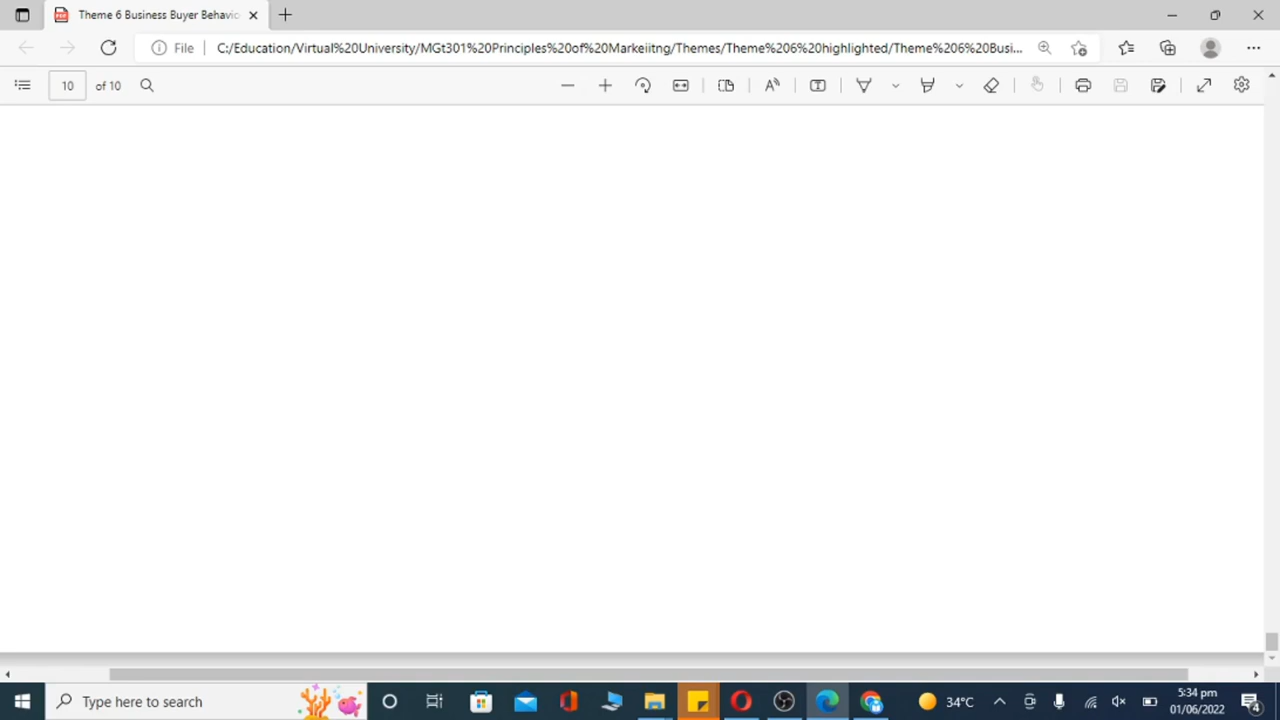 Theme 6 Business Buyer Behavio
File
C:/Education/Virtual%20University/MGt301%20Principles%20of%20Markeiitng/Themes/Theme%206%20highlighted/Theme%206%20Busi...
10 of 10
Type here to search
34°C
5:34 pm
01/06/2022
4